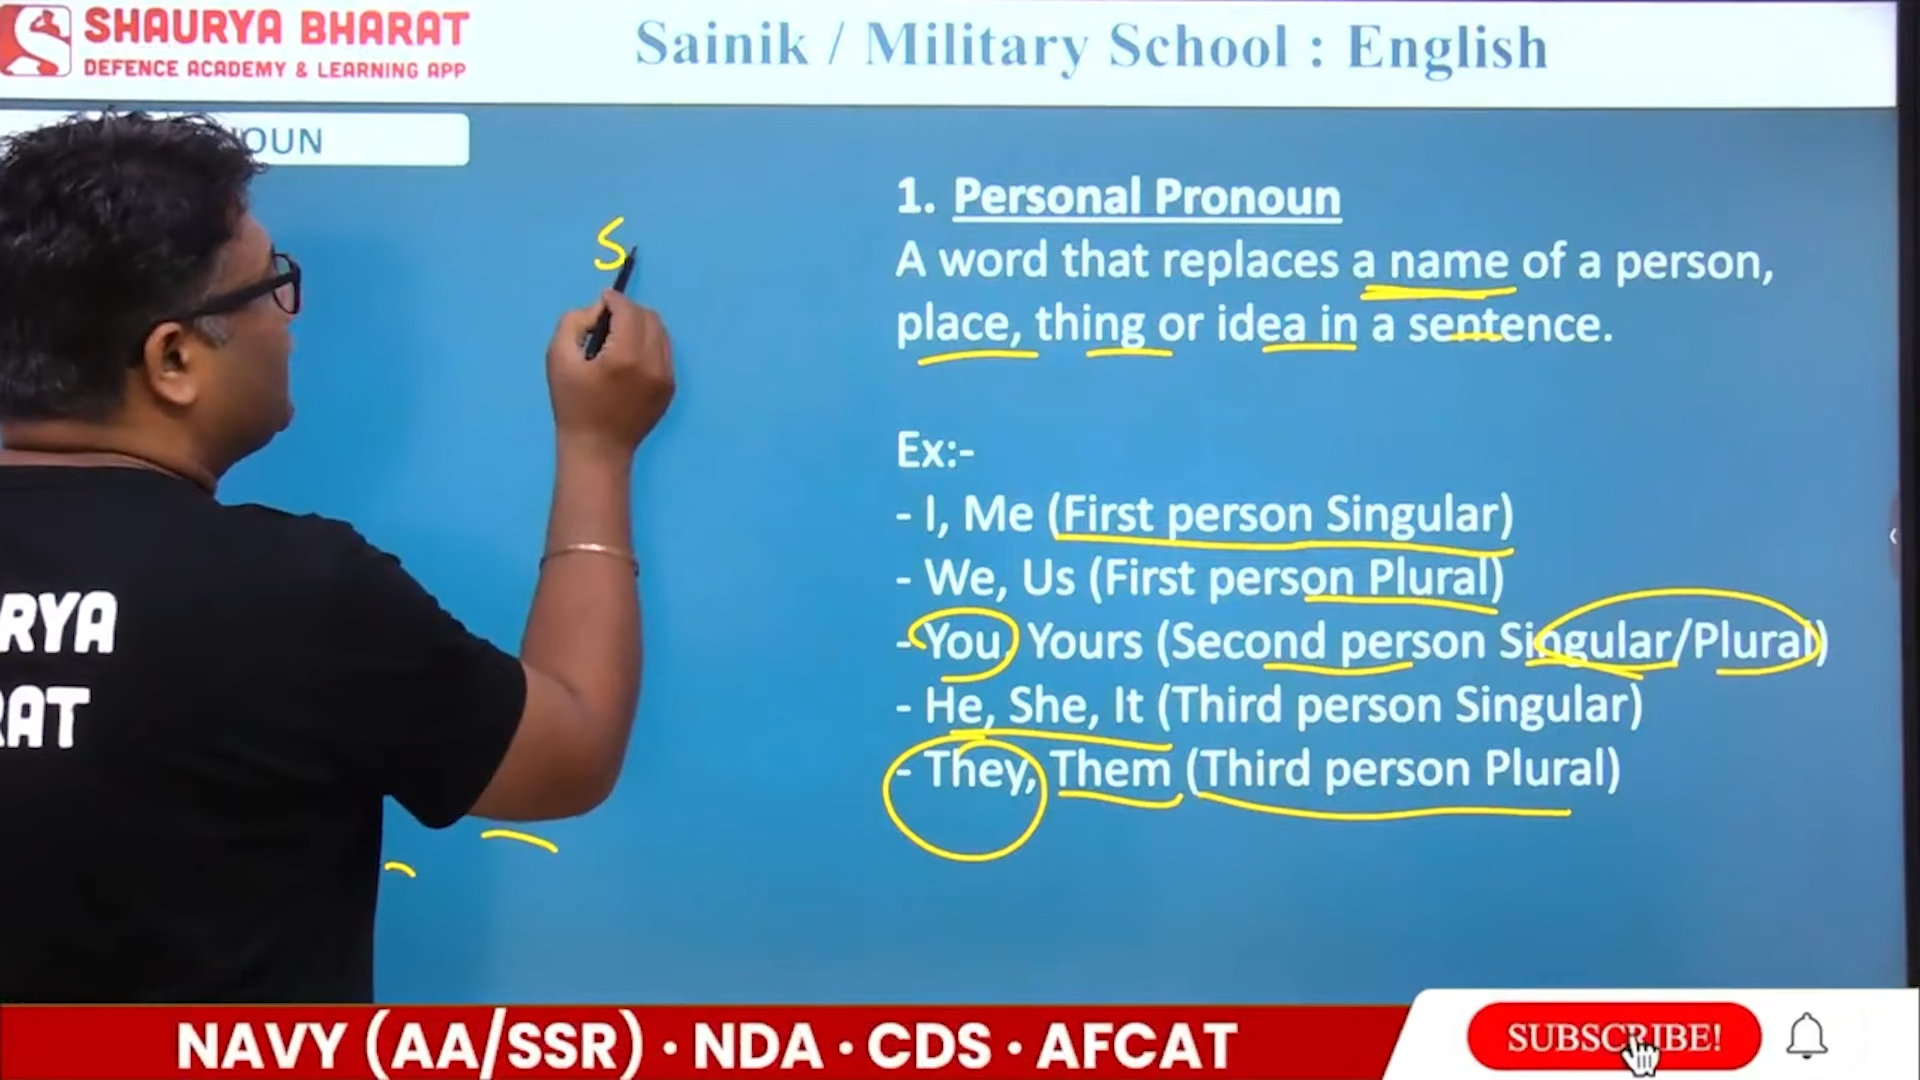 SHAURYA BHARAT
DEFENCE ACADEMY & LEARNING APP
Sainik / Military School : English
OUN
S
1. Personal Pronoun
A word that replaces a name of a person,
place, thing or idea in a sentence.
Ex:-
- I, Me (First person Singular)
- We, Us (First person Plural)
- You, Yours (Second person Singular/Plural)
- He, She, It (Third person Singular)
- They, Them (Third person Plural)
RYA
RAT
NAVY (AA/SSR) · NDA · CDS · AFCAT
SUBSCRIBE!